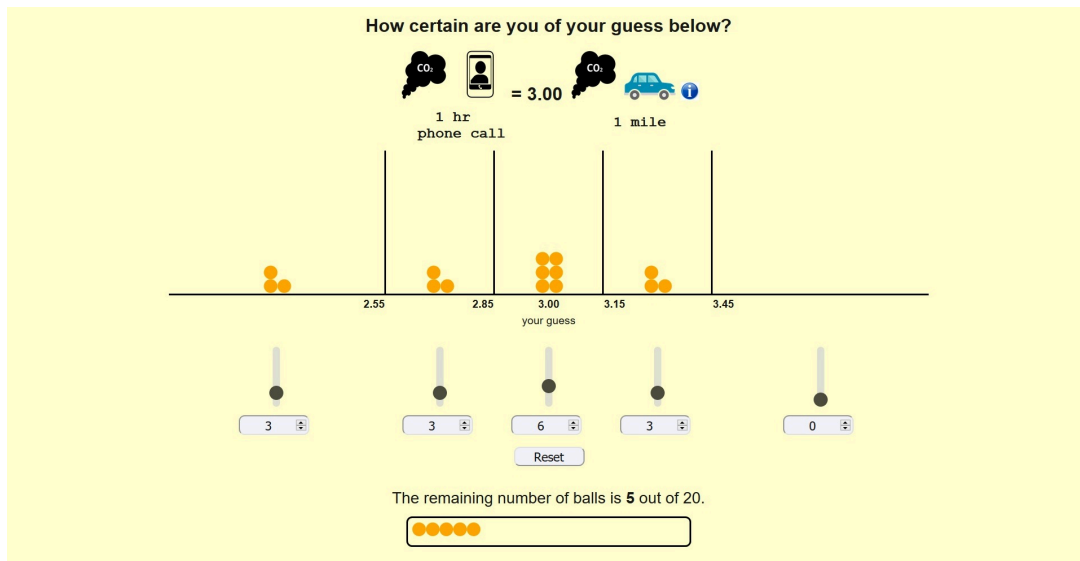 How certain are you of your guess below?
CO₂ CO₂
= 3.00
1 hr
phone call
1 mile
2.55 2.85 3.00 3.15 3.45
your guess
3 3 6 3 0
Reset
The remaining number of balls is 5 out of 20.